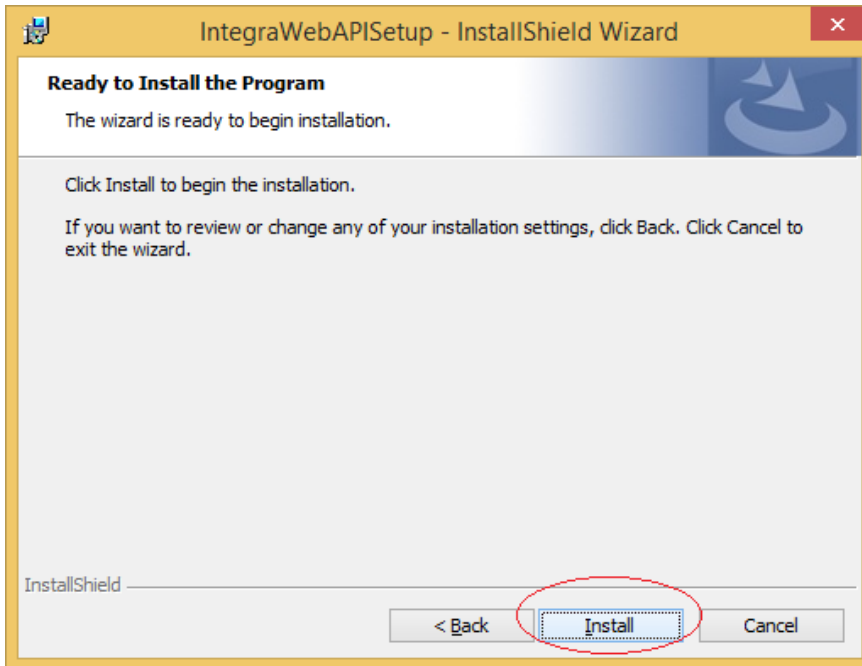 IntegraWebAPISetup - InstallShield Wizard
Ready to Install the Program
The wizard is ready to begin installation.
Click Install to begin the installation.
If you want to review or change any of your installation settings, click Back. Click Cancel to
exit the wizard.
InstallShield
< Back Install Cancel